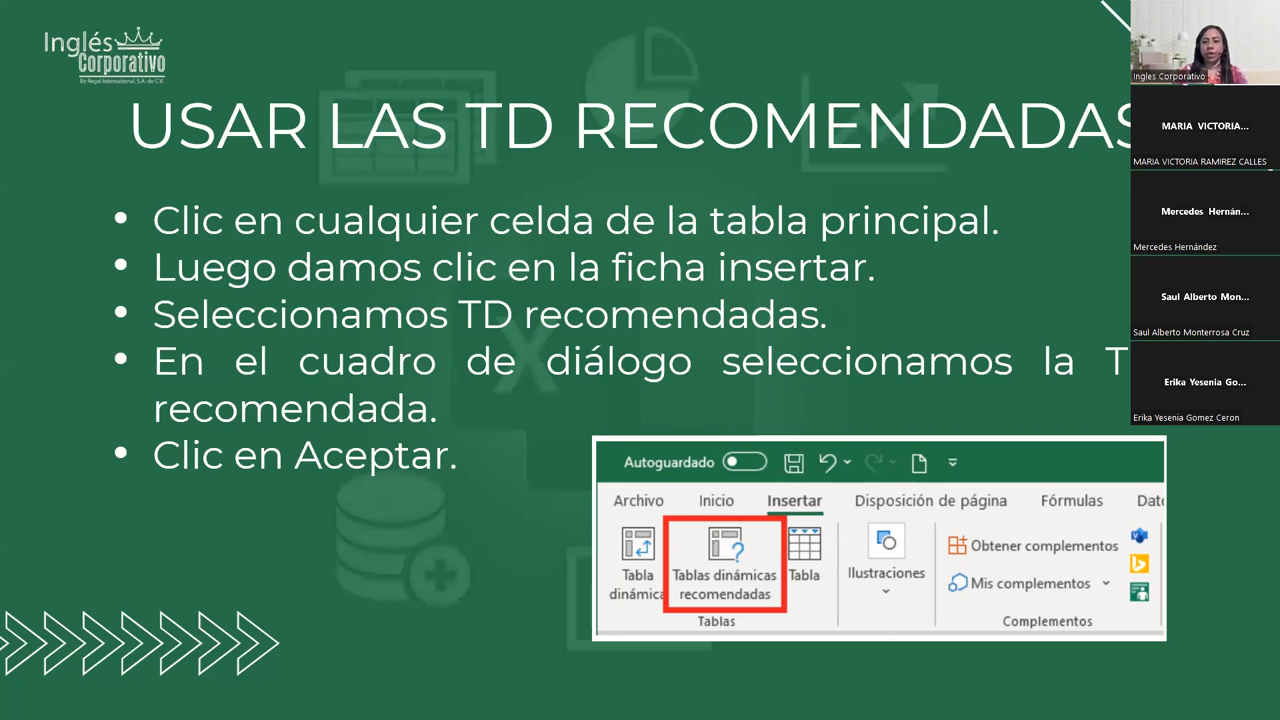 Inglés
Corporativo
By Regal International, S.A. de C.V.
USAR LAS TD RECOMENDADAS
• Clic en cualquier celda de la tabla principal.
• Luego damos clic en la ficha insertar.
• Seleccionamos TD recomendadas.
• En el cuadro de diálogo seleccionamos la T
recomendada.
• Clic en Aceptar.
Autoguardado
Archivo Inicio Insertar Disposición de página Fórmulas Dato
Tabla
dinámica
Tablas dinámicas
recomendadas
Tabla
Ilustraciones
Obtener complementos
Mis complementos
Tablas
Complementos
Ingles Corporativo
MARIA VICTORIA...
MARIA VICTORIA RAMIREZ CALLES
Mercedes Hernán...
Mercedes Hernández
Saul Alberto Mon...
Saul Alberto Monterrosa Cruz
Erika Yesenia Go...
Erika Yesenia Gomez Ceron